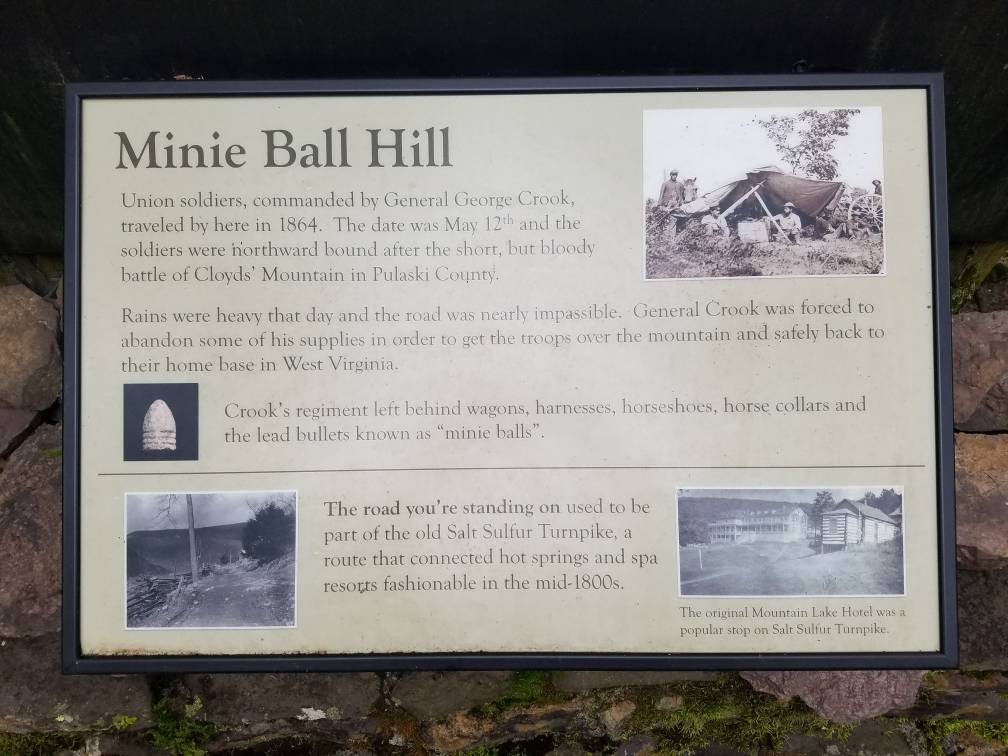 Minie Ball Hill
Union soldiers, commanded by General George Crook,
traveled by here in 1864. The date was May 12th and the
soldiers were northward bound after the short, but bloody
battle of Cloyds' Mountain in Pulaski County.
Rains were heavy that day and the road was nearly impassible. General Crook was forced to
abandon some of his supplies in order to get the troops over the mountain and safely back to
their home base in West Virginia.
Crook's regiment left behind wagons, harnesses, horseshoes, horse collars and
the lead bullets known as “minie balls”.
The road you're standing on used to be
part of the old Salt Sulfur Turnpike, a
route that connected hot springs and spa
resorts fashionable in the mid-1800s.
The original Mountain Lake Hotel was a
popular stop on Salt Sulfur Turnpike.